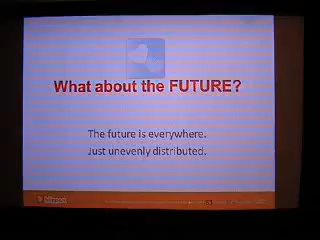 What about the FUTURE?
The future is everywhere.
Just unevenly distributed.